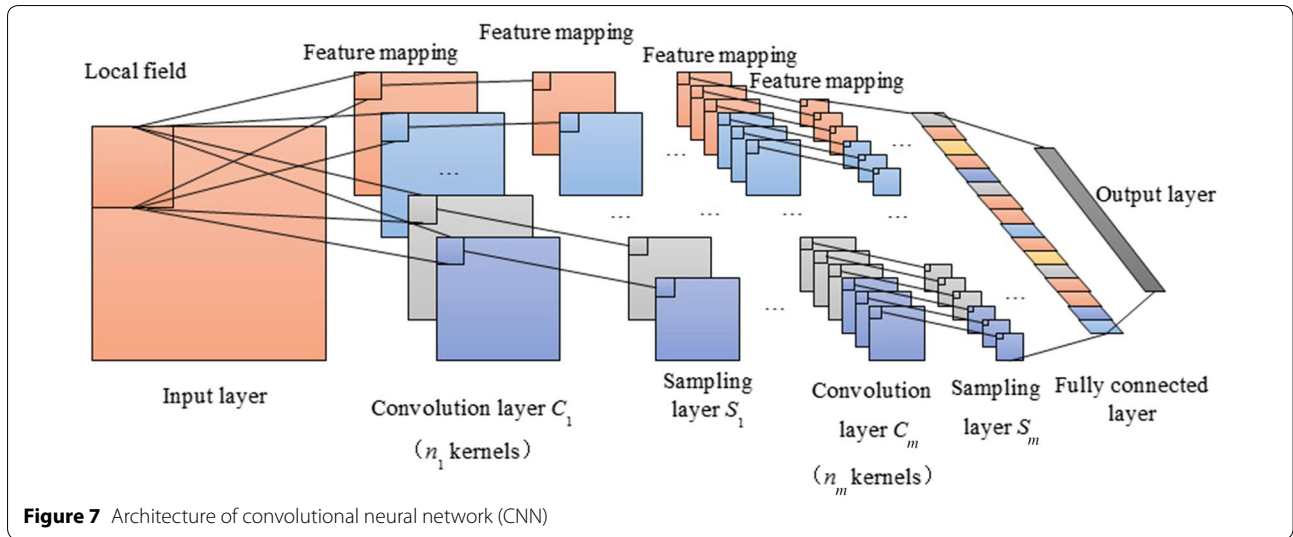 Local field
Feature mapping
Feature mapping
Feature mapping
Feature mapping
...
...
...
...
...
...
...
...
...
Input layer
Convolution layer C1
(n1 kernels)
Sampling
layer S1
Convolution
layer Cm
(nm kernels)
Sampling
layer Sm
Fully connected
layer
Output layer
Figure 7 Architecture of convolutional neural network (CNN)